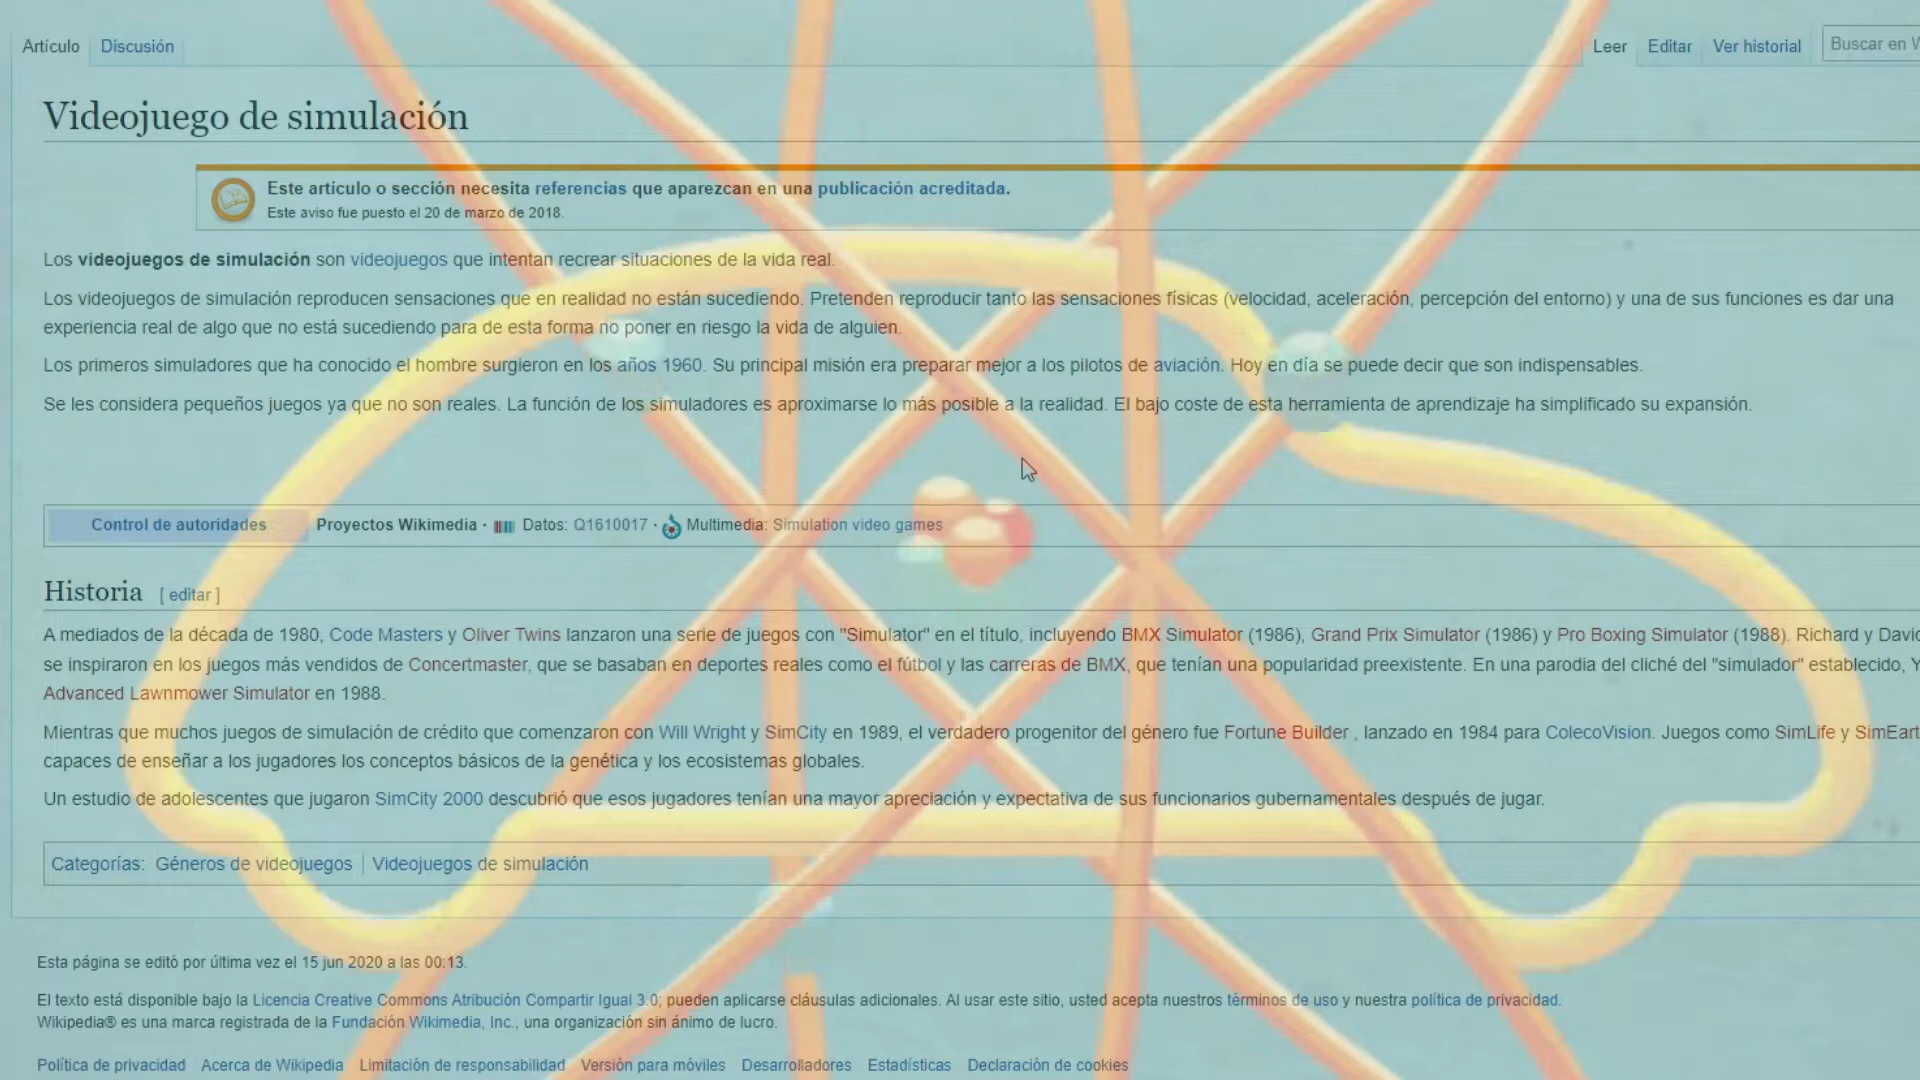 Artículo Discusión Leer Editar Ver historial Buscar en W
Videojuego de simulación
Este artículo o sección necesita referencias que aparezcan en una publicación acreditada.
Este aviso fue puesto el 20 de marzo de 2018.
Los videojuegos de simulación son videojuegos que intentan recrear situaciones de la vida real.
Los videojuegos de simulación reproducen sensaciones que en realidad no están sucediendo. Pretenden reproducir tanto las sensaciones físicas (velocidad, aceleración, percepción del entorno) y una de sus funciones es dar una
experiencia real de algo que no está sucediendo para de esta forma no poner en riesgo la vida de alguien.
Los primeros simuladores que ha conocido el hombre surgieron en los años 1960. Su principal misión era preparar mejor a los pilotos de aviación. Hoy en día se puede decir que son indispensables.
Se les considera pequeños juegos ya que no son reales. La función de los simuladores es aproximarse lo más posible a la realidad. El bajo coste de esta herramienta de aprendizaje ha simplificado su expansión.
Control de autoridades Proyectos Wikimedia · Datos: Q1610017 · Multimedia: Simulation video games
Historia [ editar ]
A mediados de la década de 1980, Code Masters y Oliver Twins lanzaron una serie de juegos con "Simulator" en el título, incluyendo BMX Simulator (1986), Grand Prix Simulator (1986) y Pro Boxing Simulator (1988). Richard y David
se inspiraron en los juegos más vendidos de Concertmaster, que se basaban en deportes reales como el fútbol y las carreras de BMX, que tenían una popularidad preexistente. En una parodia del cliché del "simulador" establecido, Y
Advanced Lawnmower Simulator en 1988.
Mientras que muchos juegos de simulación de crédito que comenzaron con Will Wright y SimCity en 1989, el verdadero progenitor del género fue Fortune Builder , lanzado en 1984 para ColecoVision. Juegos como SimLife y SimEart
capaces de enseñar a los jugadores los conceptos básicos de la genética y los ecosistemas globales.
Un estudio de adolescentes que jugaron SimCity 2000 descubrió que esos jugadores tenían una mayor apreciación y expectativa de sus funcionarios gubernamentales después de jugar.
Categorías: Géneros de videojuegos | Videojuegos de simulación
Esta página se editó por última vez el 15 jun 2020 a las 00:13.
El texto está disponible bajo la Licencia Creative Commons Atribución Compartir Igual 3.0; pueden aplicarse cláusulas adicionales. Al usar este sitio, usted acepta nuestros términos de uso y nuestra política de privacidad.
Wikipedia® es una marca registrada de la Fundación Wikimedia, Inc., una organización sin ánimo de lucro.
Política de privacidad Acerca de Wikipedia Limitación de responsabilidad Versión para móviles Desarrolladores Estadísticas Declaración de cookies